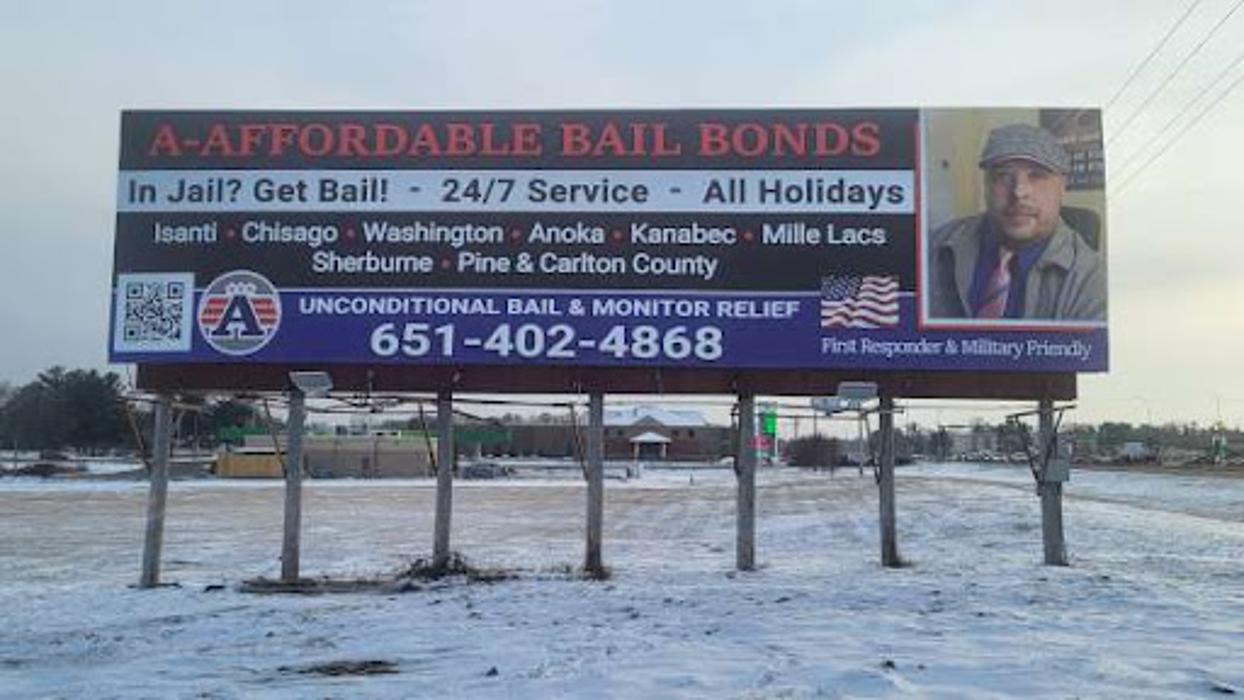 A-AFFORDABLE BAIL BONDS
In Jail? Get Bail! - 24/7 Service - All Holidays
Isanti • Chisago • Washington • Anoka • Kanabec • Mille Lacs
Sherburne • Pine & Carlton County
A
UNCONDITIONAL BAIL & MONITOR RELIEF
651-402-4868
First Responder & Military Friendly